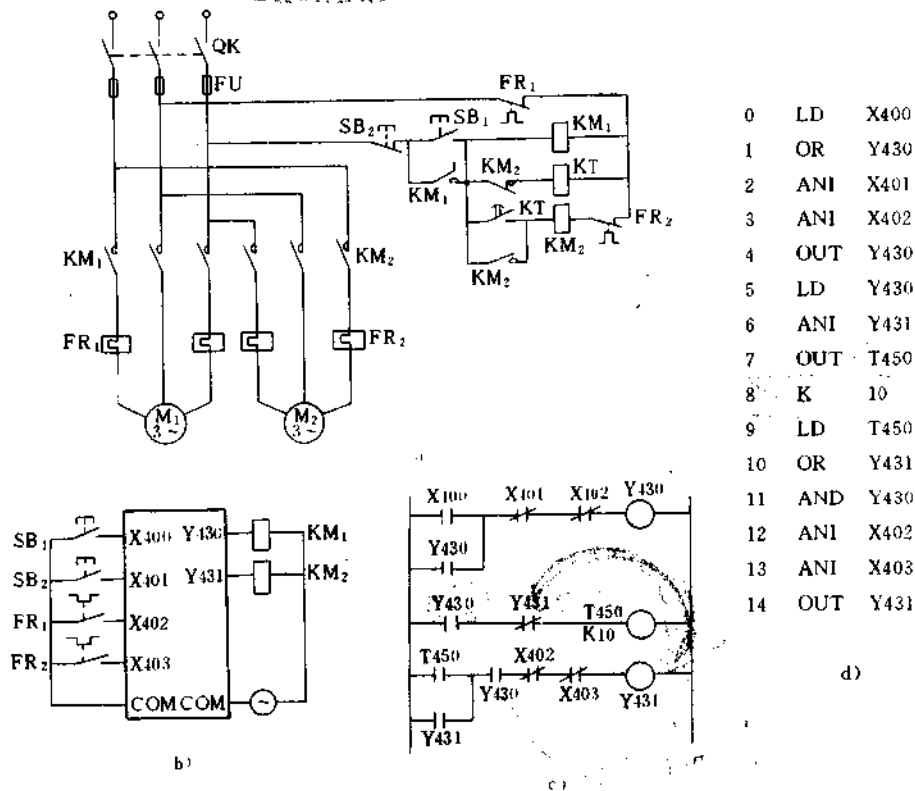 QK
FU
FR₁
SB₂
SB₁
KM₁
KM₂
KT
KM₁
KT
FR₂
KM₂
KM₂
KM₁
KM₂
FR₁
FR₂
M₁
3~
M₂
3~
0 LD X400
1 OR Y430
2 ANI X401
3 ANI X402
4 OUT Y430
5 LD Y430
6 ANI Y431
7 OUT T450
8 K 10
9 LD T450
10 OR Y431
11 AND Y430
12 ANI X402
13 ANI X403
14 OUT Y431
d)
SB₁ X400 Y430 KM₁
SB₂ X401 Y431 KM₂
FR₁ X402
FR₂ X403
COM COM
b)
X400 X401 X402 Y430
Y430
Y430 Y431 T450
K10
T450 X402
Y430 X403 Y431
Y431
c)